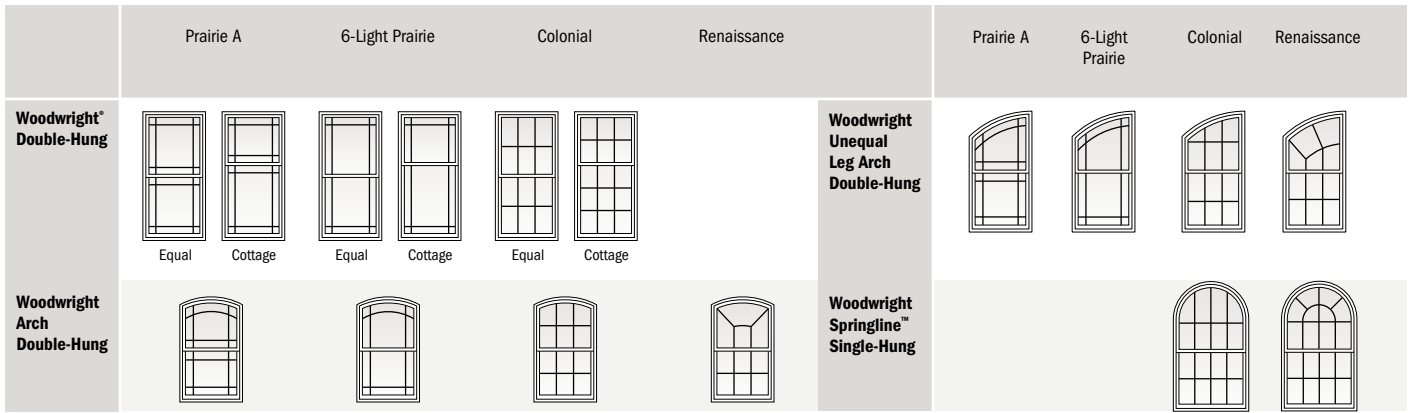 Prairie A
6-Light Prairie
Colonial
Renaissance
Woodwright®
Double-Hung
Equal
Cottage
Equal
Cottage
Equal
Cottage
Woodwright
Arch
Double-Hung
Prairie A
6-Light
Prairie
Colonial
Renaissance
Woodwright
Unequal
Leg Arch
Double-Hung
Woodwright
Springline™
Single-Hung